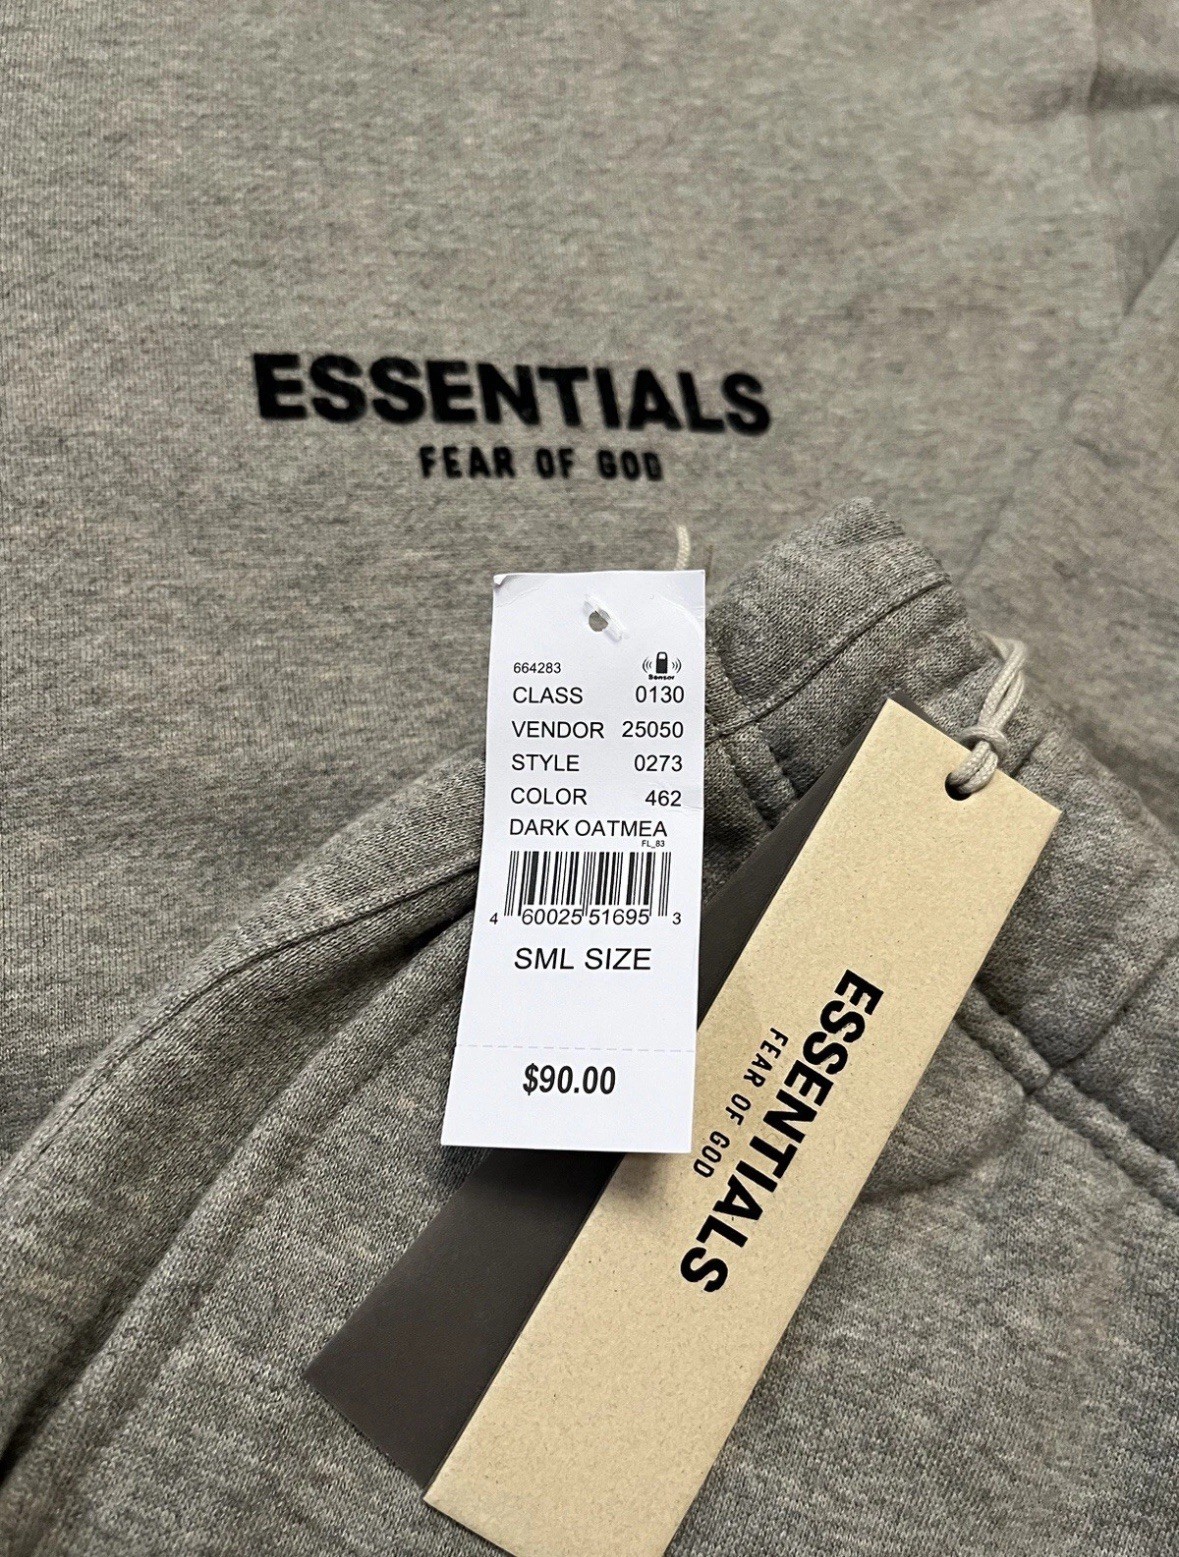 ESSENTIALS
FEAR OF GOD
664283
Sensor
CLASS 0130
VENDOR 25050
STYLE 0273
COLOR 462
DARK OATMEA
FL_83
4 60025 51695 3
SML SIZE
$90.00
ESSENTIALS
FEAR OF GOD